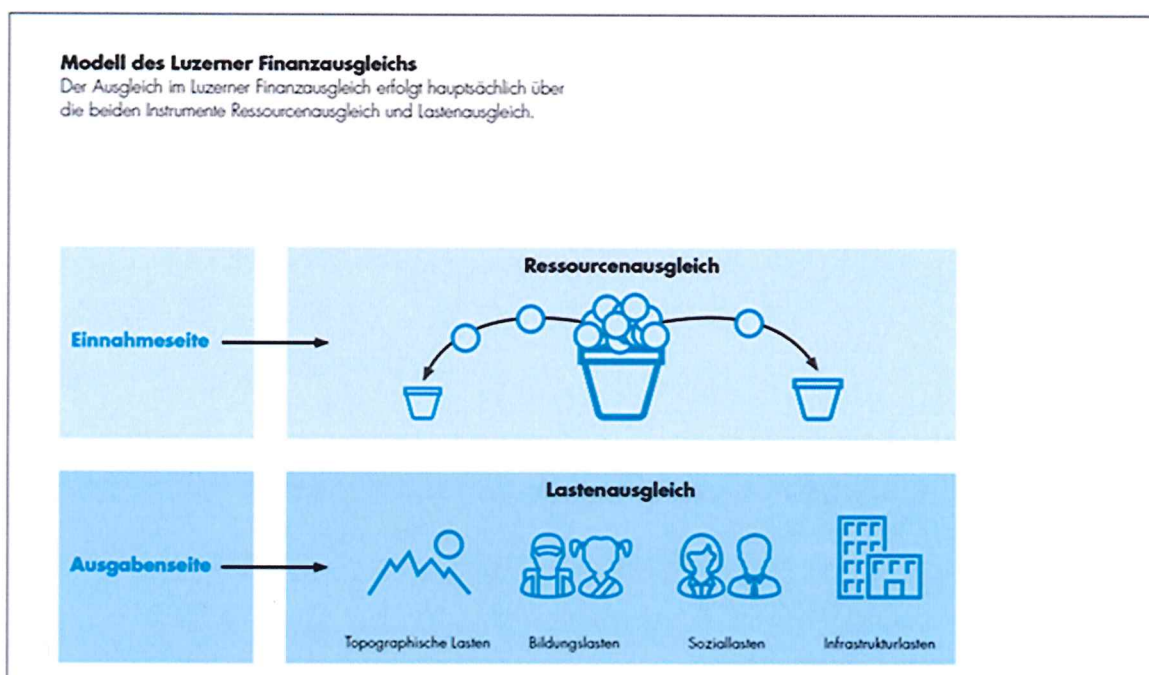 Modell des Luzerner Finanzausgleichs
Der Ausgleich im Luzerner Finanzausgleich erfolgt hauptsächlich über
die beiden Instrumente Ressourcenausgleich und Lastenausgleich.
Ressourcenausgleich
Einnahmeseite
Lastenausgleich
Ausgabenseite
Topographische Lasten Bildungslasten Soziallasten Infrastrukturlasten